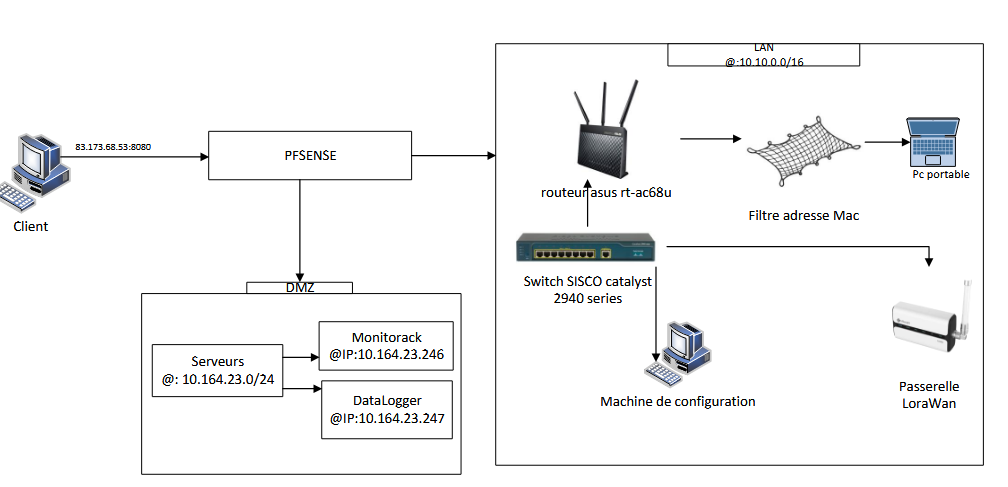 LAN
@:10.10.0.0/16
83.173.68.53:8080
PFSENSE
Client
routeur asus rt-ac68u
Pc portable
Filtre adresse Mac
Switch SISCO catalyst
2940 series
DMZ
Serveurs
@: 10.164.23.0/24
Monitorack
@IP:10.164.23.246
DataLogger
@IP:10.164.23.247
Machine de configuration
Passerelle
LoraWan